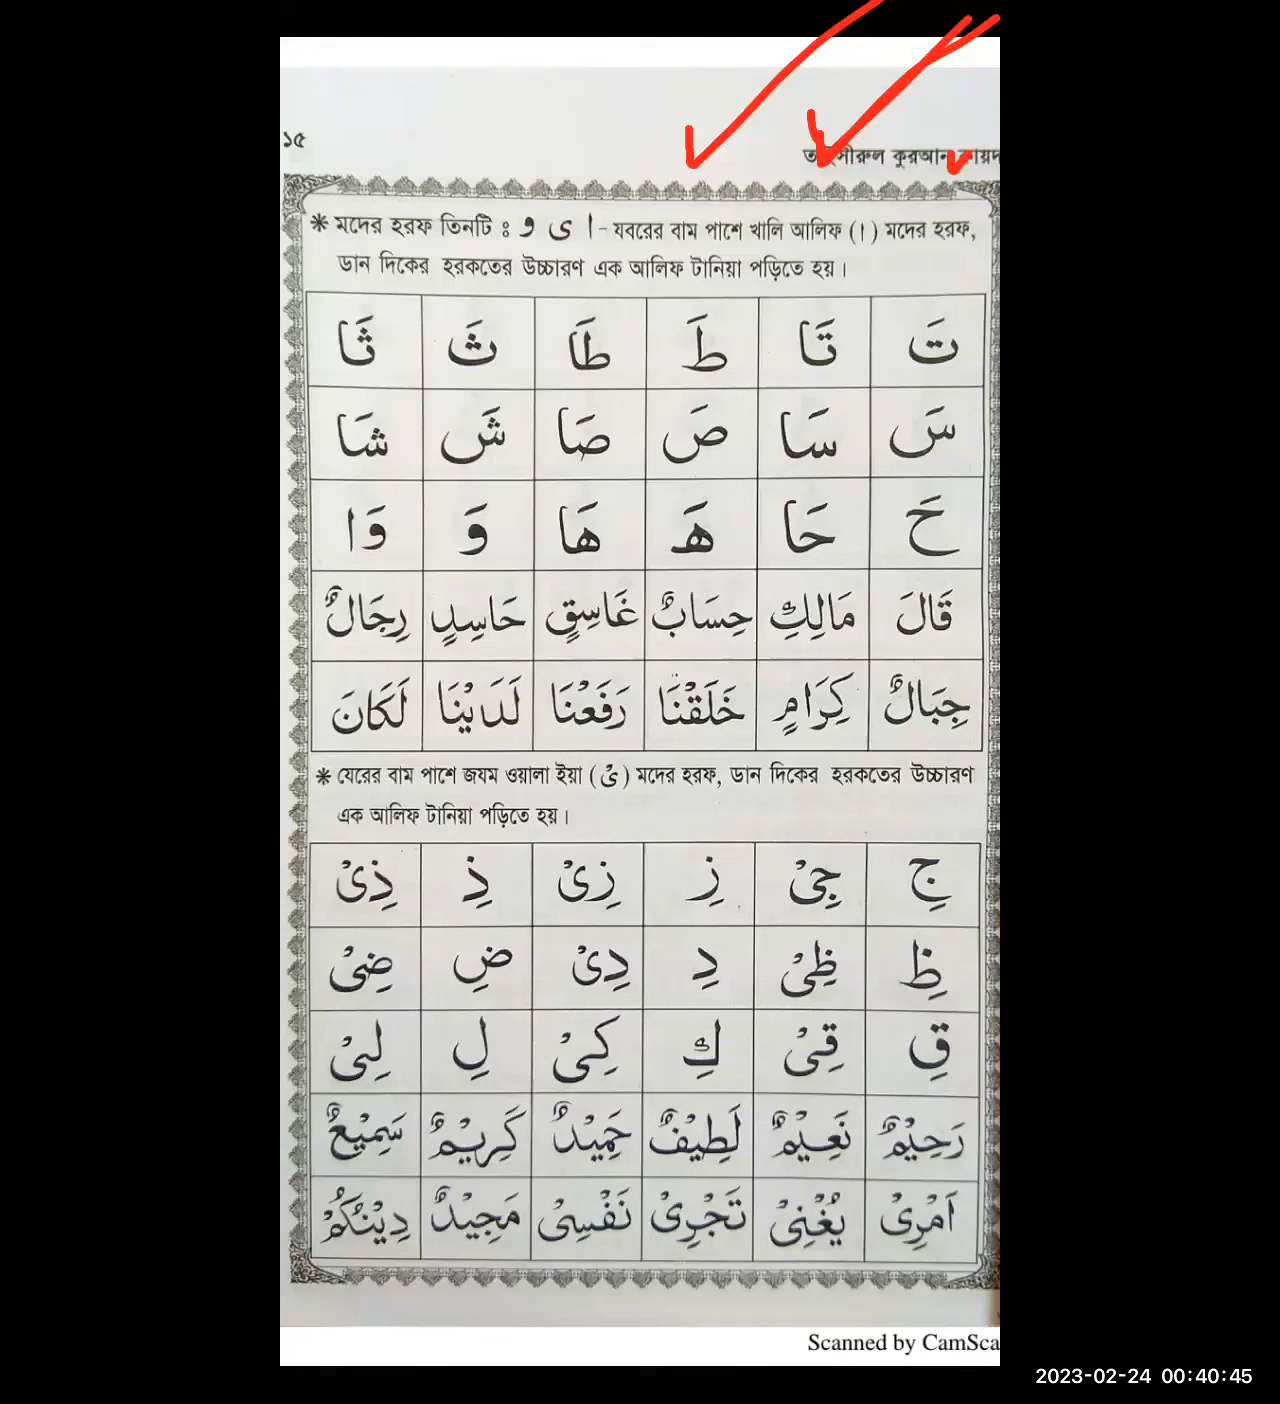 ১৫
কুরআন
* মদের হরফ তিনটি ঃ و ی ا - যবরের বাম পাশে খালি আলিফ (ا) মদের হরফ,
ডান দিকের হরকতের উচ্চারণ এক আলিফ টানিয়া পড়িতে হয়।
تَ تَا طَ طَا ثَ ثَا
سَ سَا صَ صَا شَ شَا
حَ حَا هَ هَا وَ وَا
قَالَ مَالِكِ حِسَابٌ غَاسِقٍ حَاسِدٍ رِجَالٌ
جِبَالٌ كِرَامٍ خَلَقْنَا رَفَعْنَا لَدَيْنَا لَكَانَ
* যেরের বাম পাশে জযম ওয়ালা ইয়া (یْ) মদের হরফ, ডান দিকের হরকতের উচ্চারণ
এক আলিফ টানিয়া পড়িতে হয়।
جِ جِیْ زِ زِیْ ذِ ذِیْ
ظِ ظِیْ دِ دِیْ ضِ ضِیْ
قِ قِیْ كِ كِیْ لِ لِیْ
رَحِيْمٌ نَعِيْمٌ لَطِيْفٌ حَمِيْدٌ كَرِيْمٌ سَمِيْعٌ
اَمْرِیْ يُغْنِیْ تَجْرِیْ نَفْسِیْ مَجِيْدٌ دِيْنُكُمْ
Scanned by CamSca
2023-02-24 00:40:45